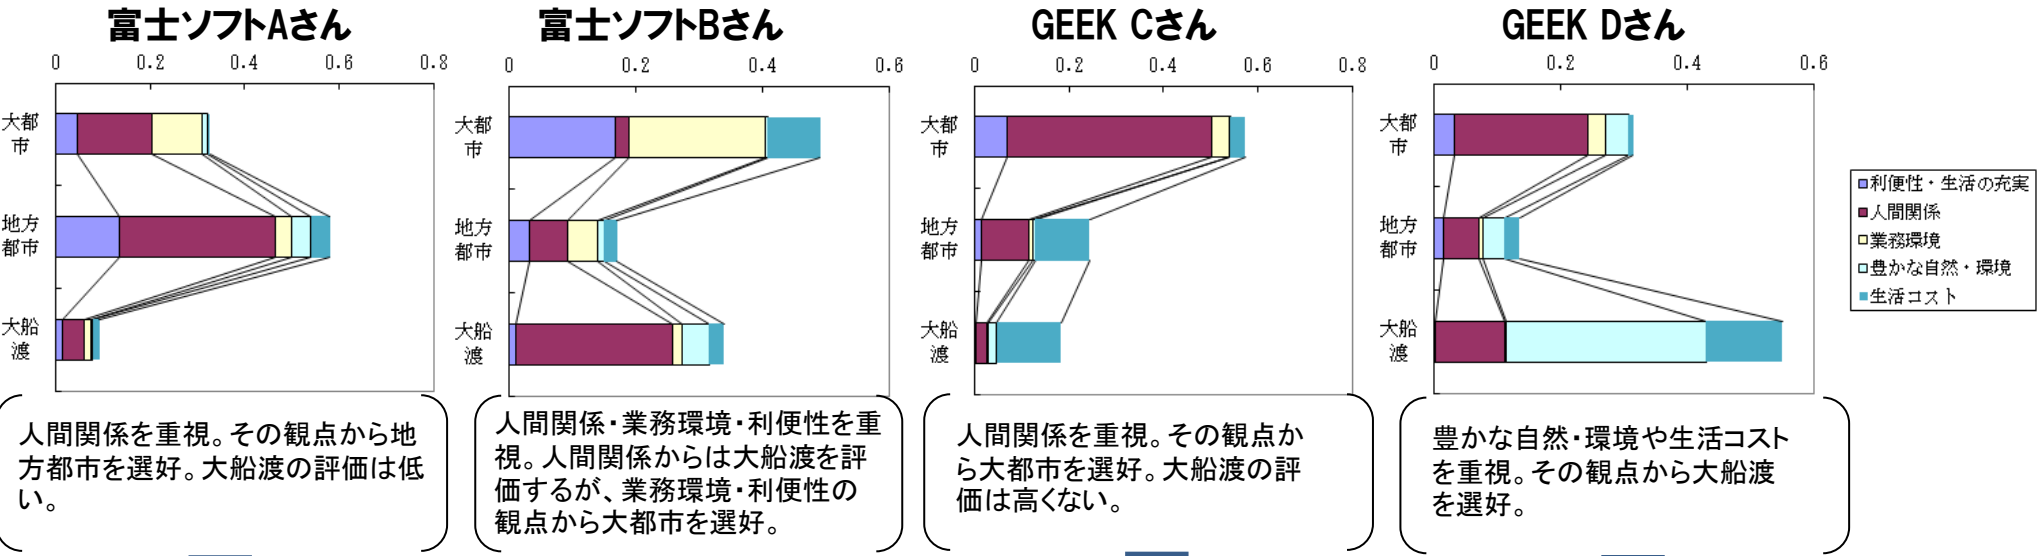 富士ソフトAさん
0 0.2 0.4 0.6 0.8
大都
市
地方
都市
大船
渡
人間関係を重視。その観点から地
方都市を選好。大船渡の評価は低
い。
富士ソフトBさん
0 0.2 0.4 0.6
大都
市
地方
都市
大船
渡
人間関係・業務環境・利便性を重
視。人間関係からは大船渡を評
価するが、業務環境・利便性の
観点から大都市を選好。
GEEK Cさん
0 0.2 0.4 0.6 0.8
大都
市
地方
都市
大船
渡
人間関係を重視。その観点か
ら大都市を選好。大船渡の評
価は高くない。
GEEK Dさん
0 0.2 0.4 0.6
大都
市
地方
都市
大船
渡
豊かな自然・環境や生活コスト
を重視。その観点から大船渡
を選好。
利便性・生活の充実
人間関係
業務環境
豊かな自然・環境
生活コスト